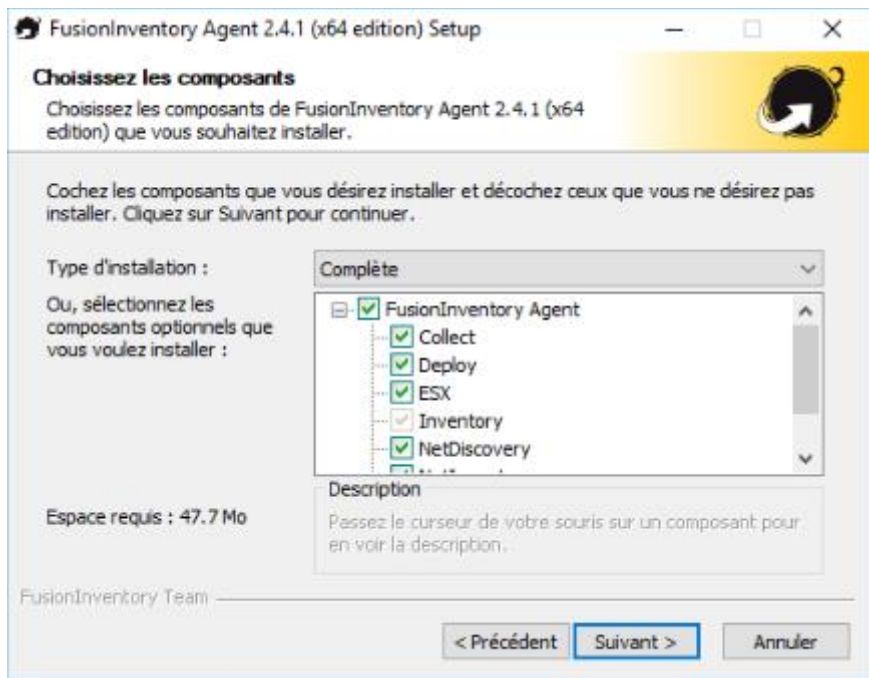 FusionInventory Agent 2.4.1 (x64 edition) Setup
Choisissez les composants
Choisissez les composants de FusionInventory Agent 2.4.1 (x64
edition) que vous souhaitez installer.
Cochez les composants que vous désirez installer et décochez ceux que vous ne désirez pas
installer. Cliquez sur Suivant pour continuer.
Type d'installation :
Complète
Ou, sélectionnez les
composants optionnels que
vous voulez installer :
FusionInventory Agent
Collect
Deploy
ESX
Inventory
NetDiscovery
Espace requis : 47.7 Mo
Description
Passez le curseur de votre souris sur un composant pour
en voir la description.
FusionInventory Team
< Précédent
Suivant >
Annuler